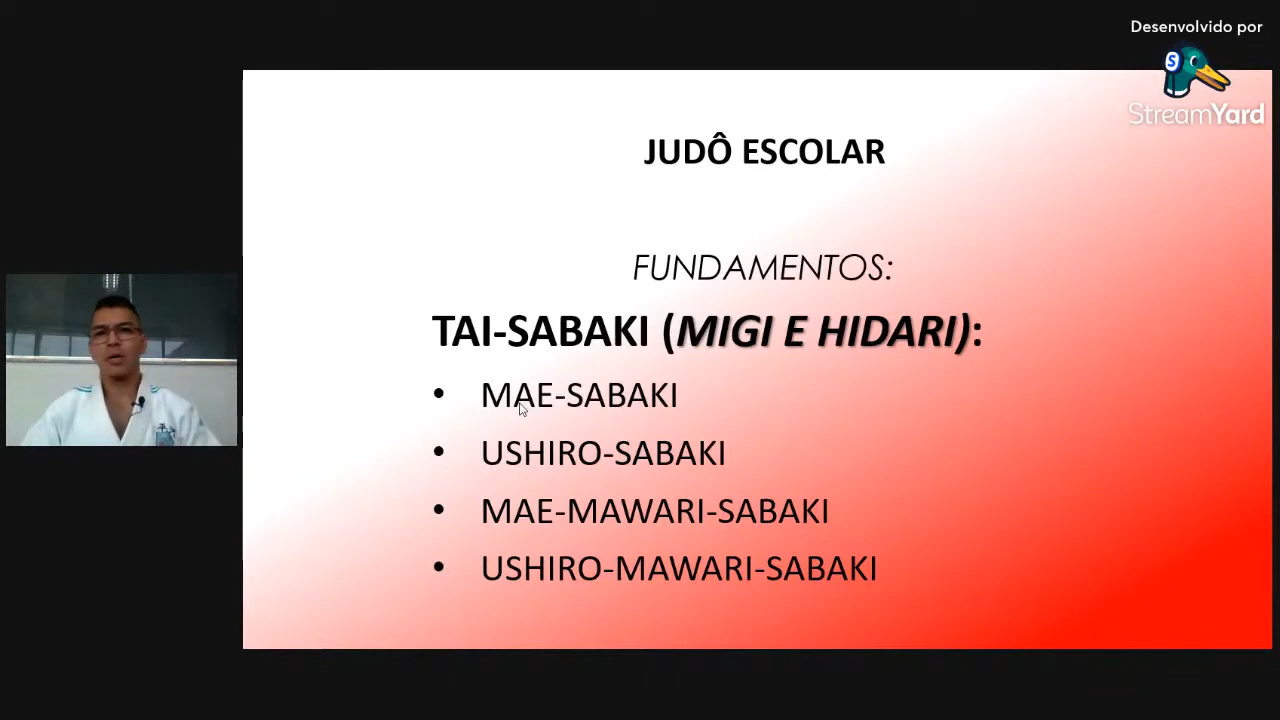 Desenvolvido por
S
StreamYard
JUDÔ ESCOLAR
FUNDAMENTOS:
TAI-SABAKI (MIGI E HIDARI):
• MAE-SABAKI
• USHIRO-SABAKI
• MAE-MAWARI-SABAKI
• USHIRO-MAWARI-SABAKI